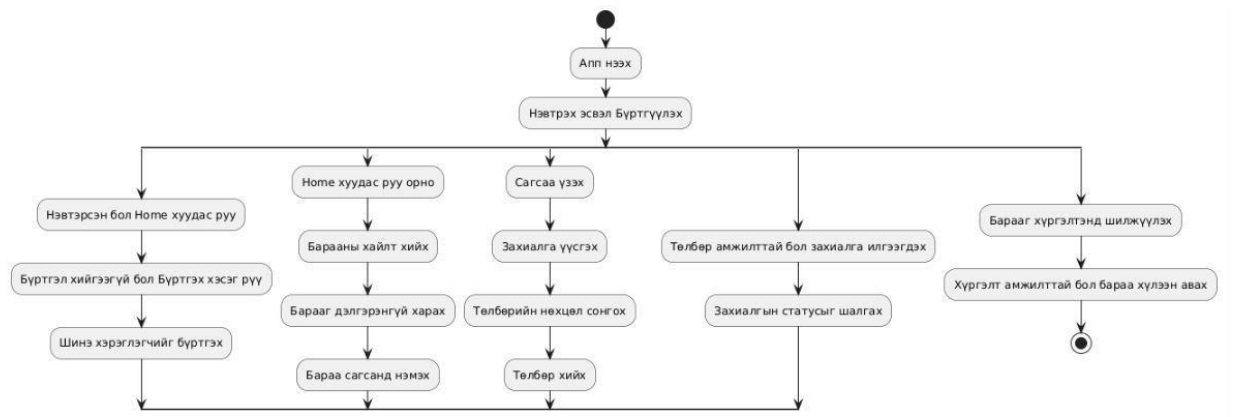 Апп нээх
Нэвтрэх эсвэл Бүртгүүлэх
Нэвтэрсэн бол Home хуудас руу
Бүртгэл хийгээгүй бол Бүртгэх хэсэг рүү
Шинэ хэрэглэгчийг бүртгэх
Home хуудас руу орно
Барааны хайлт хийх
Барааг дэлгэрэнгүй харах
Бараа сагсанд нэмэх
Сагсаа үзэх
Захиалга үүсгэх
Төлбөрийн нөхцөл сонгох
Төлбөр хийх
Төлбөр амжилттай бол захиалга илгээгдэх
Захиалгын статусыг шалгах
Барааг хүргэлтэнд шилжүүлэх
Хүргэлт амжилттай бол бараа хүлээн авах